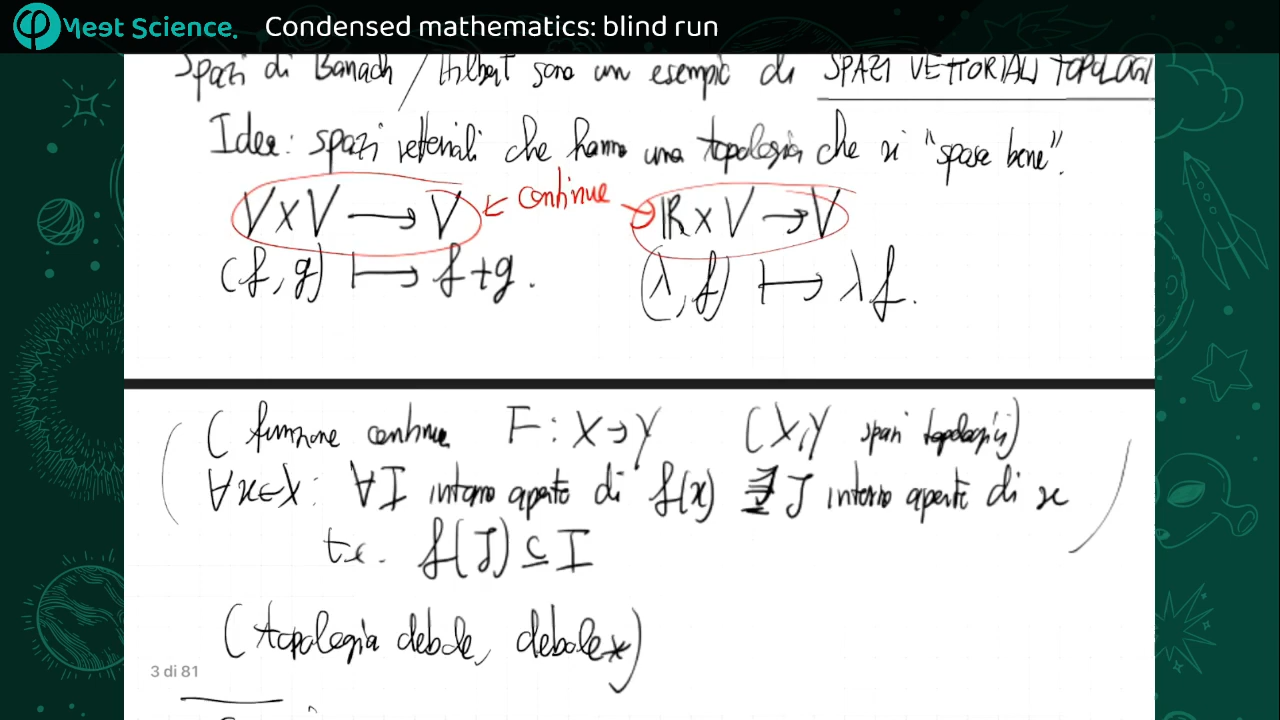 Meet Science. Condensed mathematics: blind run
Spazi di Banach / Hilbert sono un esempio di SPAZI VETTORIALI TOPOLOGI
Idea: spazi vettoriali che hanno una topologia che si "sposa bene".
V x V → V ← continue → ℝ x V → V
(f, g) ↦ f + g. (λ, f) ↦ λf.
( funzione continua F : X → Y (X, Y spazi topologici)
∀x∈X : ∀I intorno aperto di f(x) ∃ J intorno aperto di x
t.c. f(J) ⊆ I )
(Topologia debole, debole*)
3 di 81